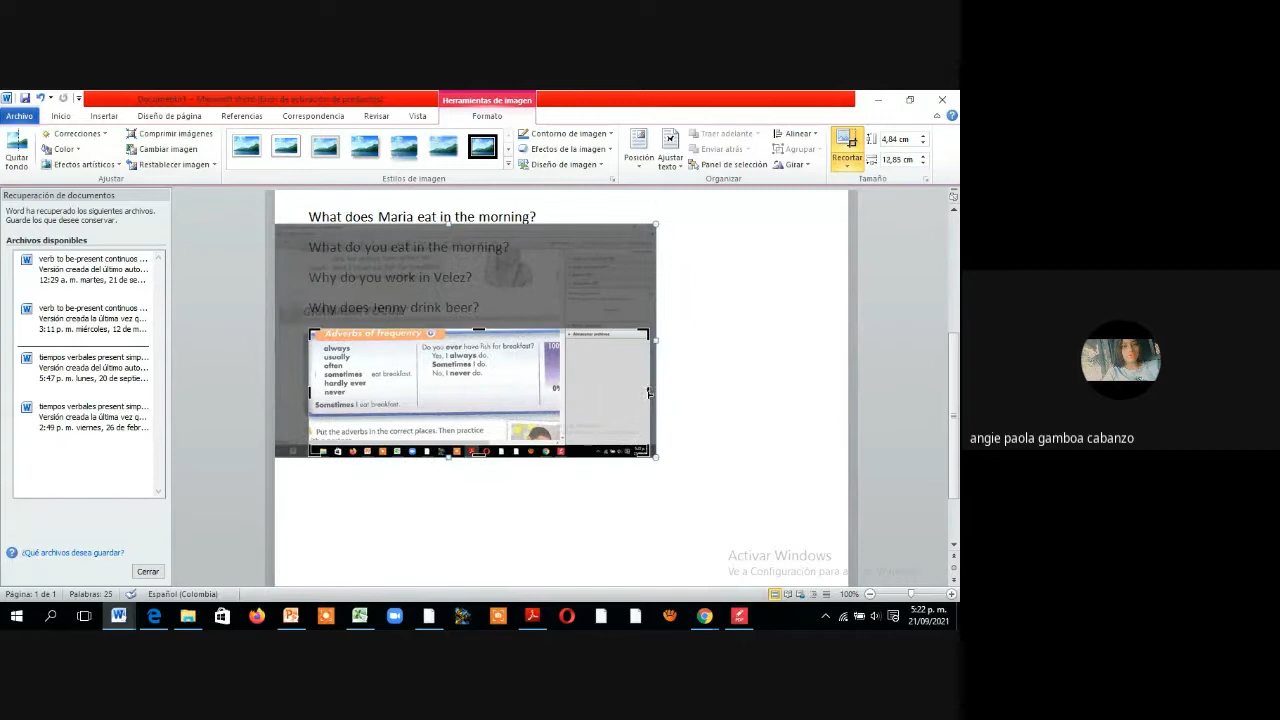 Documento1 - Microsoft Word (Error de activación de productos)
Herramientas de imagen
Archivo Inicio Insertar Diseño de página Referencias Correspondencia Revisar Vista Formato
Quitar fondo
Correcciones
Color
Efectos artísticos
Comprimir imágenes
Cambiar imagen
Restablecer imagen
Ajustar
Estilos de imagen
Contorno de imagen
Efectos de la imagen
Diseño de imagen
Posición
Ajustar texto
Traer adelante
Enviar atrás
Panel de selección
Alinear
Agrupar
Girar
Organizar
Recortar
4,84 cm
12,85 cm
Tamaño
Recuperación de documentos
Word ha recuperado los siguientes archivos.
Guarde los que desee conservar.
Archivos disponibles
verb to be-present continuos ...
Versión creada del último auto...
12:29 a. m. martes, 21 de se...
verb to be-present continuos ...
Versión creada la última vez q...
3:11 p. m. miércoles, 12 de m...
tiempos verbales present simp...
Versión creada del último auto...
5:47 p. m. lunes, 20 de septie...
tiempos verbales present simp...
Versión creada la última vez q...
2:49 p. m. viernes, 26 de febr...
¿Qué archivos desea guardar?
Cerrar
What does Maria eat in the morning?
What do you eat in the morning?
Why do you work in Velez?
Why does Jenny drink beer?
Adverbs of frequency
always
usually
often
sometimes eat breakfast.
hardly ever
never
Sometimes I eat breakfast.
Do you ever have fish for breakfast?
Yes, I always do.
Sometimes I do.
No, I never do.
100
0%
Put the adverbs in the correct places. Then practice
Activar Windows
Ve a Configuración para
Página: 1 de 1 Palabras: 25 Español (Colombia) 100%
5:22 p. m.
21/09/2021
angie paola gamboa cabanzo